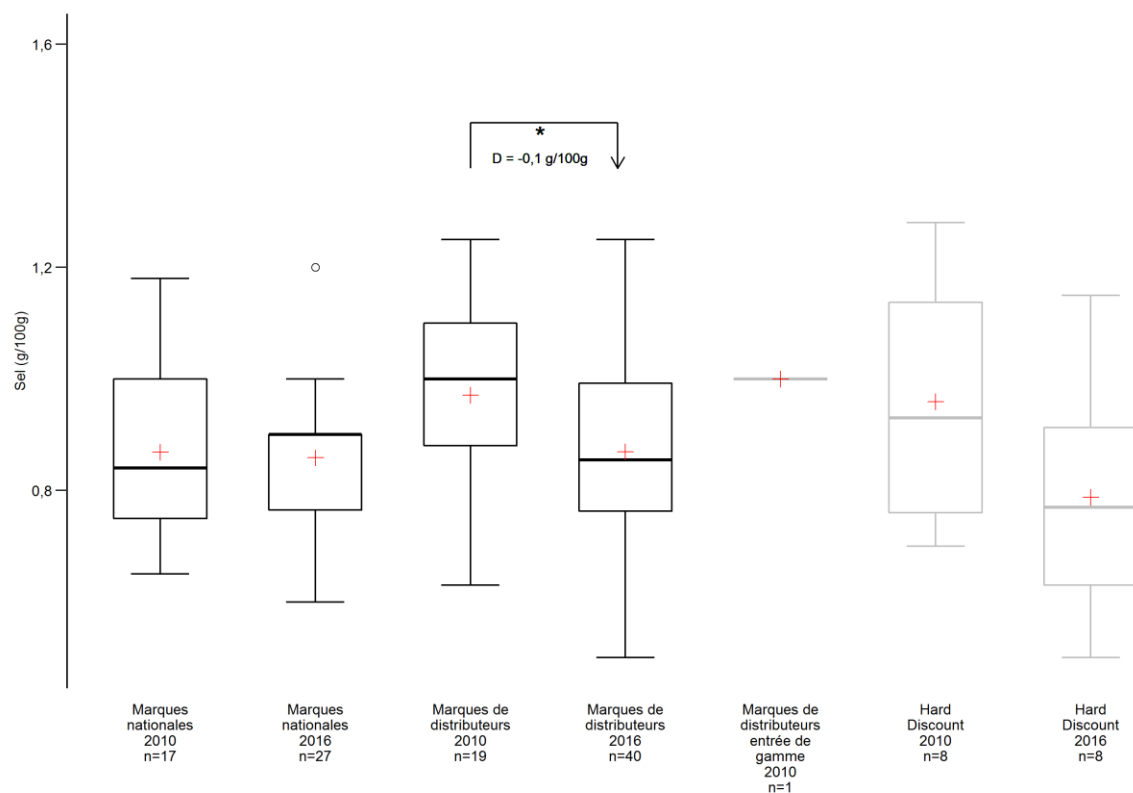 1,6
1,2
0,8
Sel (g/100g)
*
D = -0,1 g/100g
Marques
nationales
2010
n=17
Marques
nationales
2016
n=27
Marques de
distributeurs
2010
n=19
Marques de
distributeurs
2016
n=40
Marques de
distributeurs
entrée de
gamme
2010
n=1
Hard
Discount
2010
n=8
Hard
Discount
2016
n=8